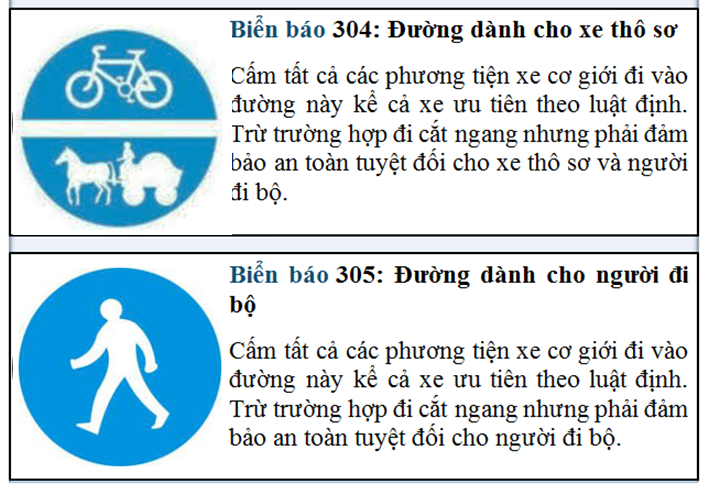 Biển báo 304: Đường dành cho xe thô sơ
Cấm tất cả các phương tiện xe cơ giới đi vào
đường này kể cả xe ưu tiên theo luật định.
Trừ trường hợp đi cắt ngang nhưng phải đảm
bảo an toàn tuyệt đối cho xe thô sơ và người
đi bộ.
Biển báo 305: Đường dành cho người đi
bộ
Cấm tất cả các phương tiện xe cơ giới đi vào
đường này kể cả xe ưu tiên theo luật định.
Trừ trường hợp đi cắt ngang nhưng phải đảm
bảo an toàn tuyệt đối cho người đi bộ.